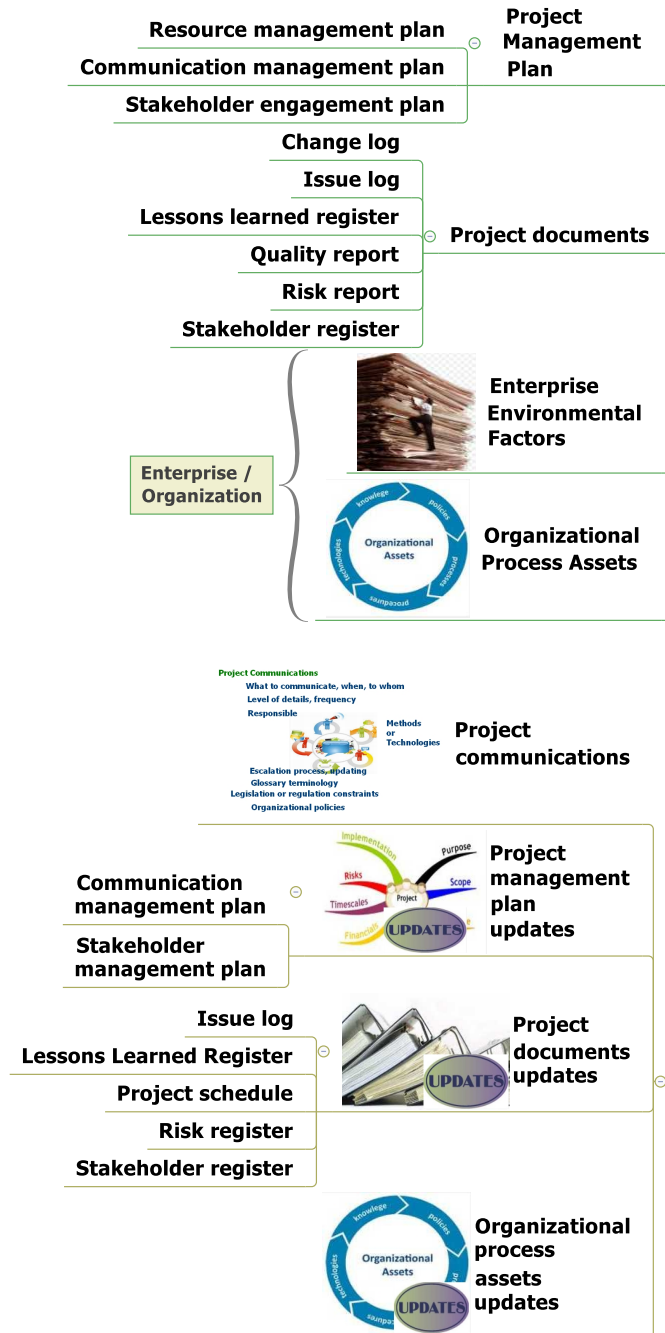 Resource management plan
Communication management plan
Stakeholder engagement plan
Project
Management
Plan
Change log
Issue log
Lessons learned register
Quality report
Risk report
Stakeholder register
Project documents
Enterprise /
Organization
Enterprise
Environmental
Factors
knowlege
policies
processes
procedures
technologies
Organizational
Assets
Organizational
Process Assets
Project Communications
What to communicate, when, to whom
Level of details, frequency
Responsible
Methods
or
Technologies
Escalation process, updating
Glossary terminology
Legislation or regulation constraints
Organizational policies
Project
communications
Communication
management plan
Stakeholder
management plan
Implementation
Risks
Timescales
Financials
Purpose
Scope
Project
UPDATES
Project
management
plan
updates
Issue log
Lessons Learned Register
Project schedule
Risk register
Stakeholder register
UPDATES
Project
documents
updates
knowlege
policies
technologies
Organizational
Assets
UPDATES
Organizational
process
assets
updates